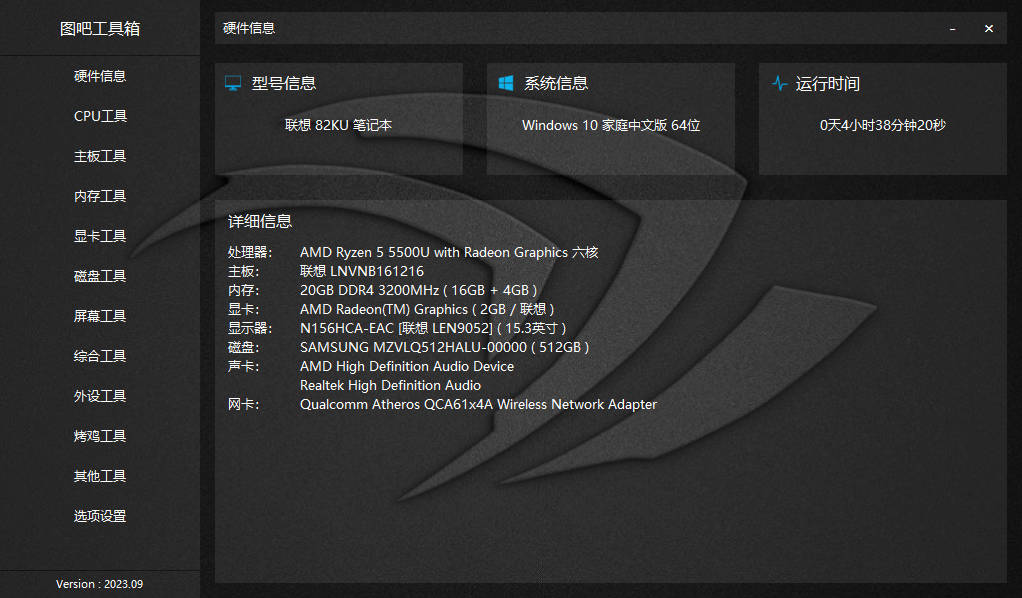 图吧工具箱
硬件信息
CPU工具
主板工具
内存工具
显卡工具
磁盘工具
屏幕工具
综合工具
外设工具
烤鸡工具
其他工具
选项设置
Version : 2023.09
硬件信息
型号信息
联想 82KU 笔记本
系统信息
Windows 10 家庭中文版 64位
运行时间
0天4小时38分钟20秒
详细信息
处理器: AMD Ryzen 5 5500U with Radeon Graphics 六核
主板: 联想 LNVNB161216
内存: 20GB DDR4 3200MHz ( 16GB + 4GB )
显卡: AMD Radeon(TM) Graphics ( 2GB / 联想 )
显示器: N156HCA-EAC [联想 LEN9052] ( 15.3英寸 )
磁盘: SAMSUNG MZVLQ512HALU-00000 ( 512GB )
声卡: AMD High Definition Audio Device
Realtek High Definition Audio
网卡: Qualcomm Atheros QCA61x4A Wireless Network Adapter